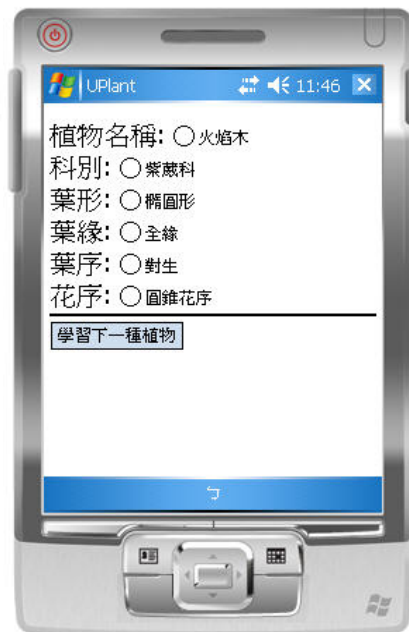 UPlant 11:46
植物名稱: 火焰木
科別: 紫葳科
葉形: 橢圓形
葉緣: 全緣
葉序: 對生
花序: 圓錐花序
學習下一種植物
ㄅ